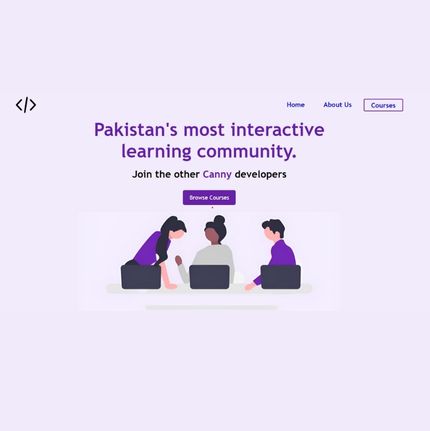 </>
Home About Us Courses
Pakistan's most interactive
learning community.
Join the other Canny developers
Browse Courses